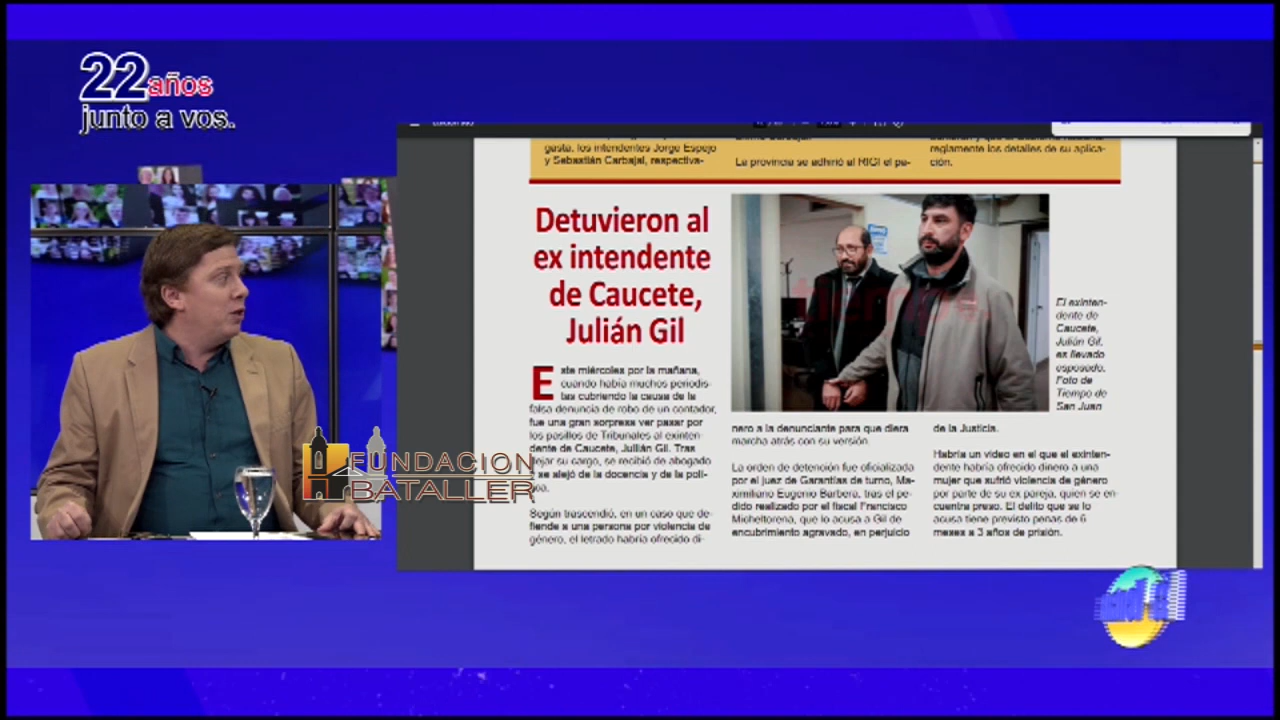 22 años
junto a vos.
gasta, los intendentes Jorge Espejo
y Sebastián Carbajal, respectiva-
La provincia se adhirió al RIGI el pa-
reglamente los detalles de su aplica-
ción.
Detuvieron al
ex intendente
de Caucete,
Julián Gil
Este miércoles por la mañana,
cuando había muchos periodis-
tas cubriendo la causa de la
falsa denuncia de robo de un contador,
fue una gran sorpresa ver pasar por
los pasillos de Tribunales al exinten-
dente de Caucete, Julián Gil. Tras
dejar su cargo, se recibió de abogado
se alejó de la docencia y de la polí-
Según trascendió, en un caso que de-
fiende a una persona por violencia de
género, el letrado habría ofrecido di-
El exinten-
dente de
Caucete,
Julián Gil,
es llevado
esposado.
Foto de
Tiempo de
San Juan
nero a la denunciante para que diera
marcha atrás con su versión.
La orden de detención fue oficializada
por el juez de Garantías de turno, Ma-
ximiliano Eugenio Barbera, tras el pe-
dido realizado por el fiscal Francisco
Micheltorena, que lo acusa a Gil de
encubrimiento agravado, en perjuicio
de la Justicia.
Habría un video en el que el exinten-
dente habría ofrecido dinero a una
mujer que sufrió violencia de género
por parte de su ex pareja, quien se en-
cuentra preso. El delito que se lo
acusa tiene previsto penas de 6
meses a 3 años de prisión.
FUNDACION
BATALLER